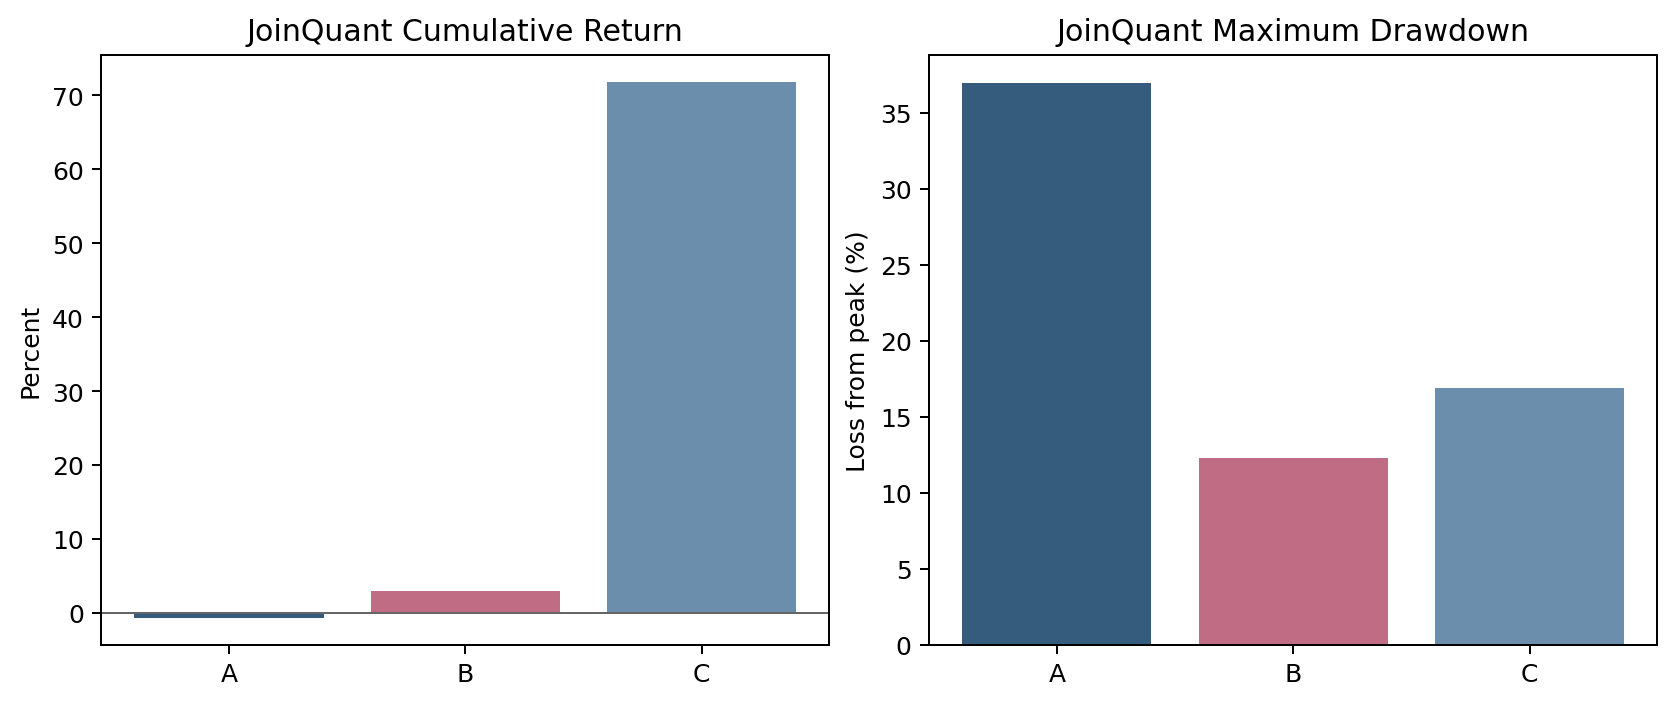 JoinQuant Cumulative Return
Percent
70
60
50
40
30
20
10
0
A
B
C
JoinQuant Maximum Drawdown
Loss from peak (%)
35
30
25
20
15
10
5
0
A
B
C